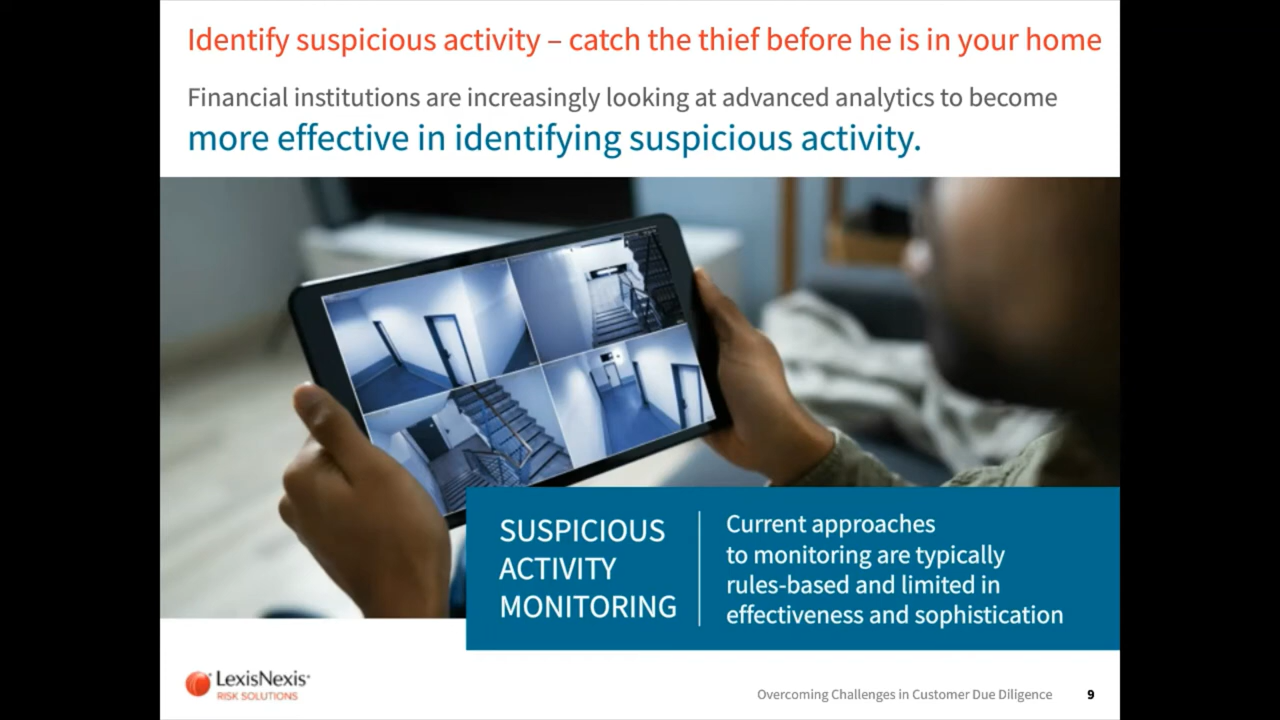 Identify suspicious activity – catch the thief before he is in your home
Financial institutions are increasingly looking at advanced analytics to become
more effective in identifying suspicious activity.
SUSPICIOUS
ACTIVITY
MONITORING
Current approaches
to monitoring are typically
rules-based and limited in
effectiveness and sophistication
LexisNexis®
RISK SOLUTIONS
Overcoming Challenges in Customer Due Diligence 9